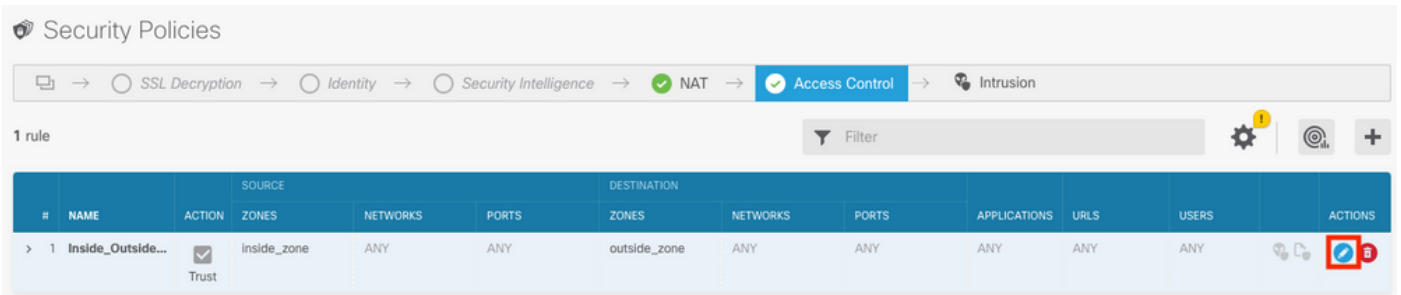 Security Policies
→ SSL Decryption → Identity → Security Intelligence → NAT → Access Control → Intrusion
1 rule Filter
SOURCE DESTINATION
# NAME ACTION ZONES NETWORKS PORTS ZONES NETWORKS PORTS APPLICATIONS URLS USERS ACTIONS
> 1 Inside_Outside... inside_zone ANY ANY outside_zone ANY ANY ANY ANY ANY
Trust